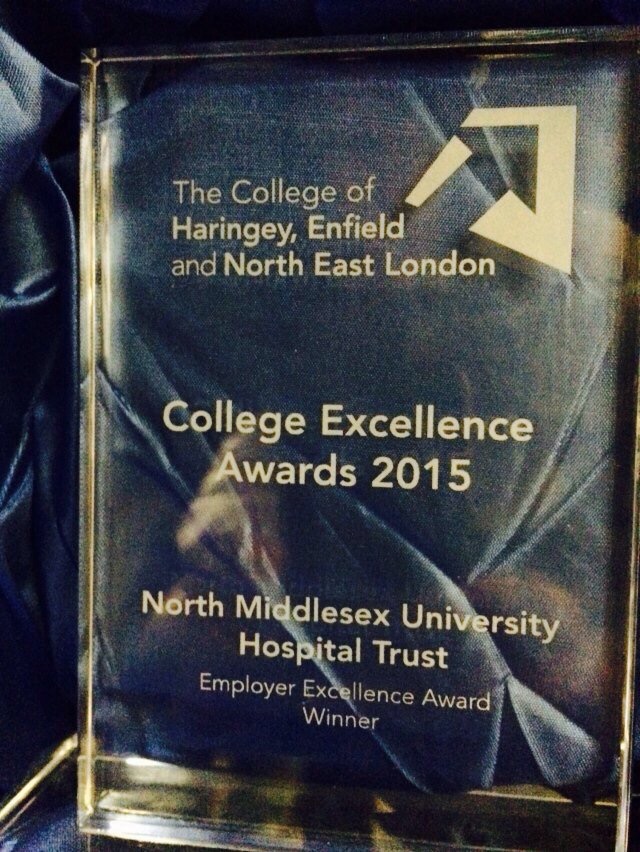 The College of
Haringey, Enfield
and North East London
College Excellence
Awards 2015
North Middlesex University
Hospital Trust
Employer Excellence Award
Winner